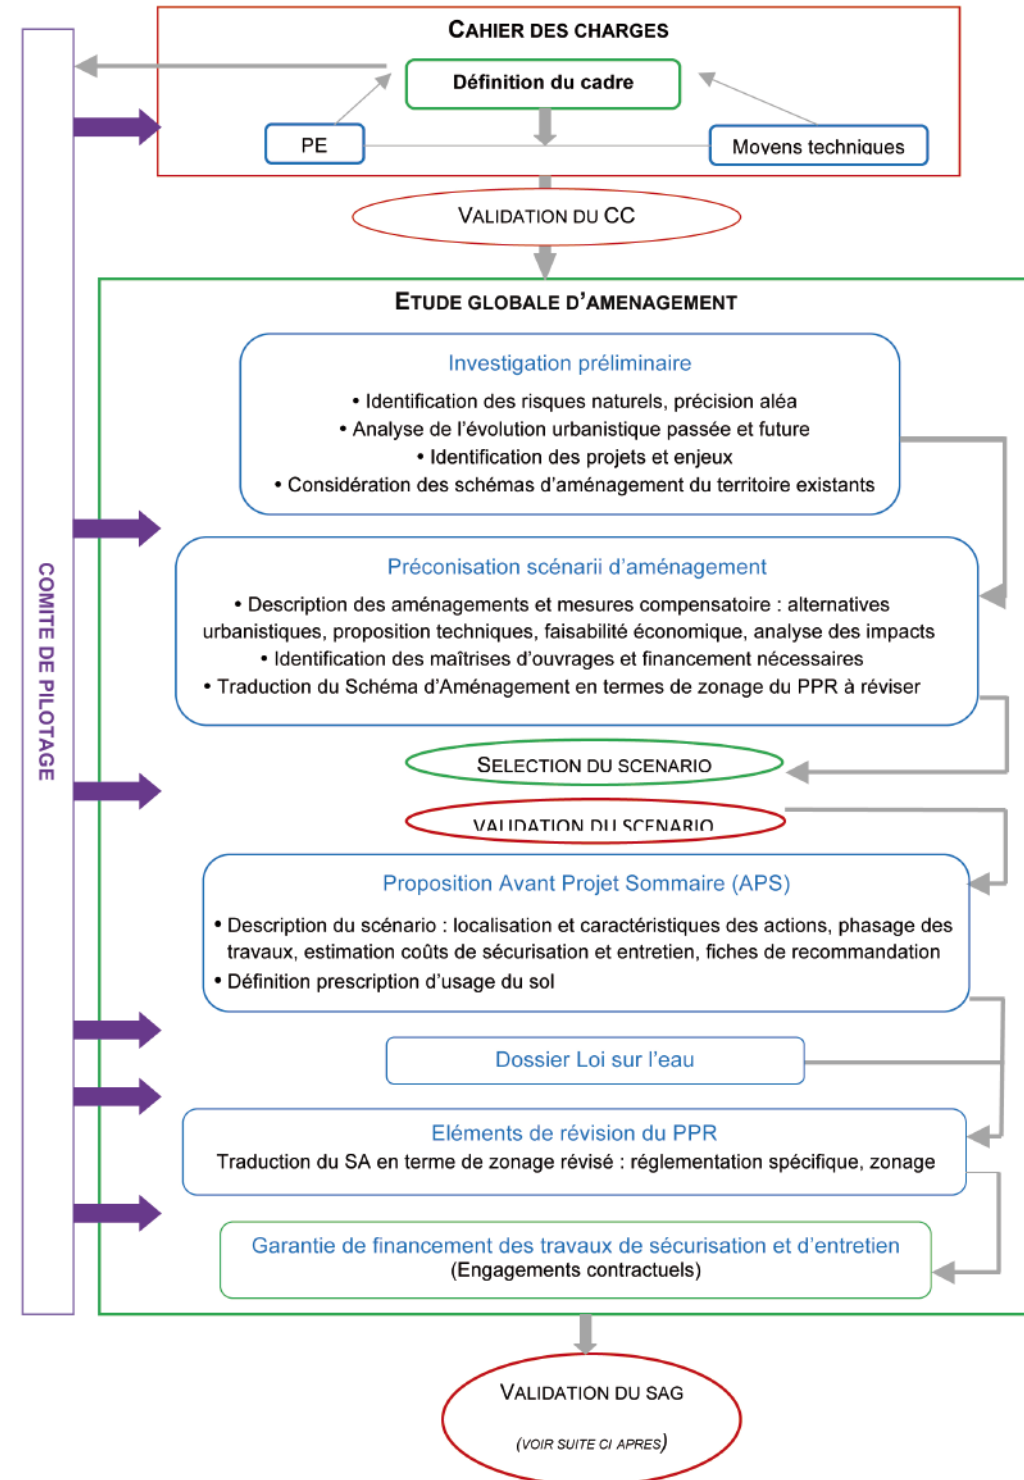 CAHIER DES CHARGES
Définition du cadre
PE
Moyens techniques
VALIDATION DU CC
ETUDE GLOBALE D'AMENAGEMENT
Investigation préliminaire
• Identification des risques naturels, précision aléa
• Analyse de l'évolution urbanistique passée et future
• Identification des projets et enjeux
• Considération des schémas d'aménagement du territoire existants
COMITE DE PILOTAGE
Préconisation scénarii d'aménagement
• Description des aménagements et mesures compensatoire : alternatives
urbanistiques, proposition techniques, faisabilité économique, analyse des impacts
• Identification des maîtrises d'ouvrages et financement nécessaires
• Traduction du Schéma d'Aménagement en termes de zonage du PPR à réviser
SELECTION DU SCENARIO
VALIDATION DU SCENARIO
Proposition Avant Projet Sommaire (APS)
• Description du scénario : localisation et caractéristiques des actions, phasage des
travaux, estimation coûts de sécurisation et entretien, fiches de recommandation
• Définition prescription d'usage du sol
Dossier Loi sur l'eau
Eléments de révision du PPR
Traduction du SA en terme de zonage révisé : réglementation spécifique, zonage
Garantie de financement des travaux de sécurisation et d'entretien
(Engagements contractuels)
VALIDATION DU SAG
(VOIR SUITE CI APRES)